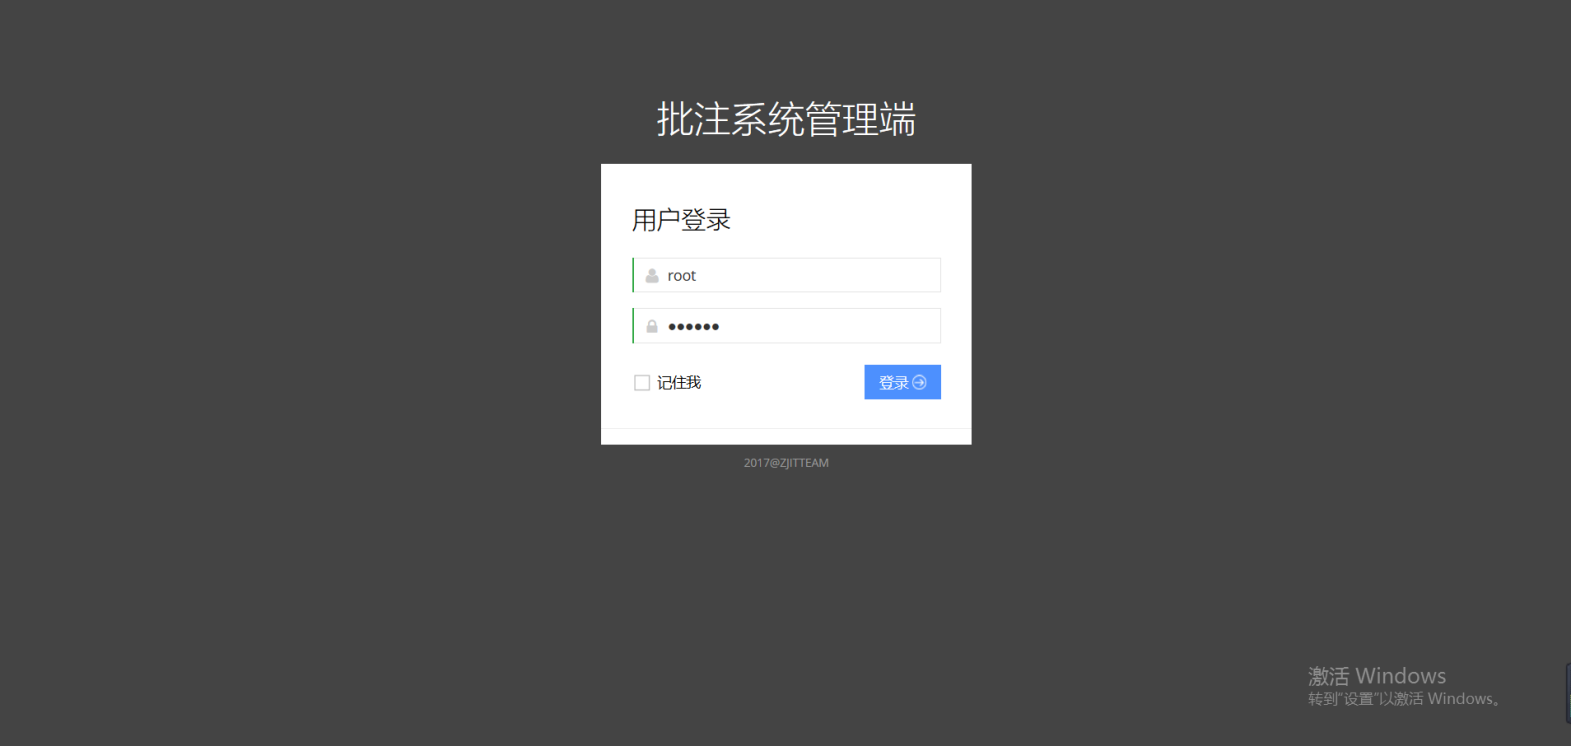 批注系统管理端
用户登录
root
••••••
记住我
登录
2017@ZJITTEAM
激活 Windows
转到"设置"以激活 Windows。